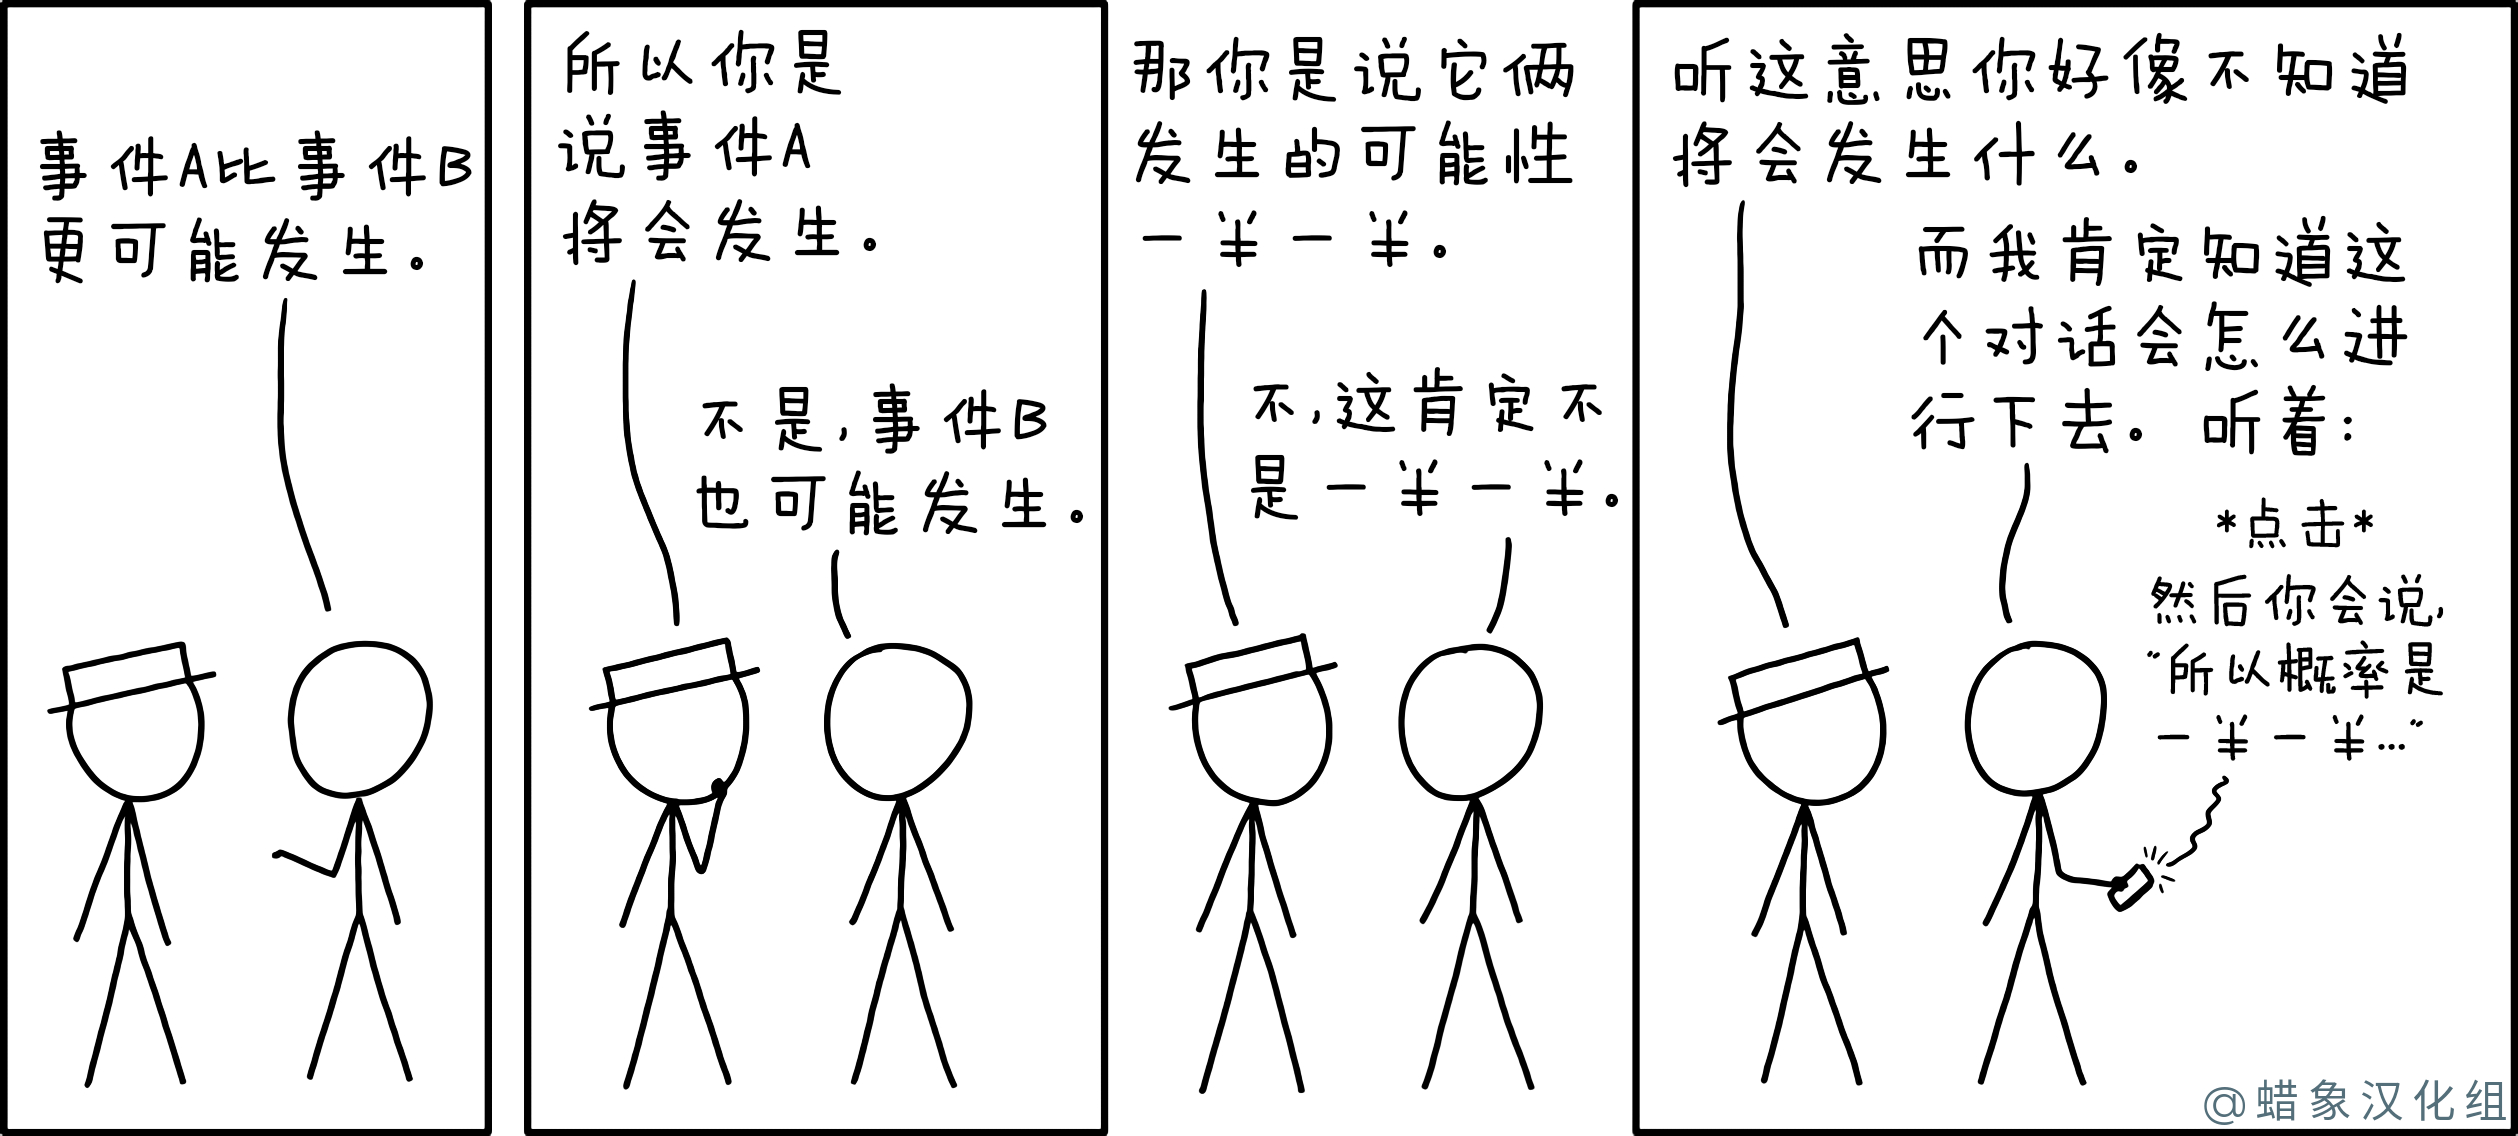 事件A比事件B
更可能发生。
所以你是
说事件A
将会发生。
不是,事件B
也可能发生。
那你是说它俩
发生的可能性
一半一半。
不,这肯定不
是一半一半。
听这意思你好像不知道
将会发生什么。
而我肯定知道这
个对话会怎么进
行下去。听着:
*点击*
然后你会说,
“所以概率是
一半一半…”
@蜡象汉化组